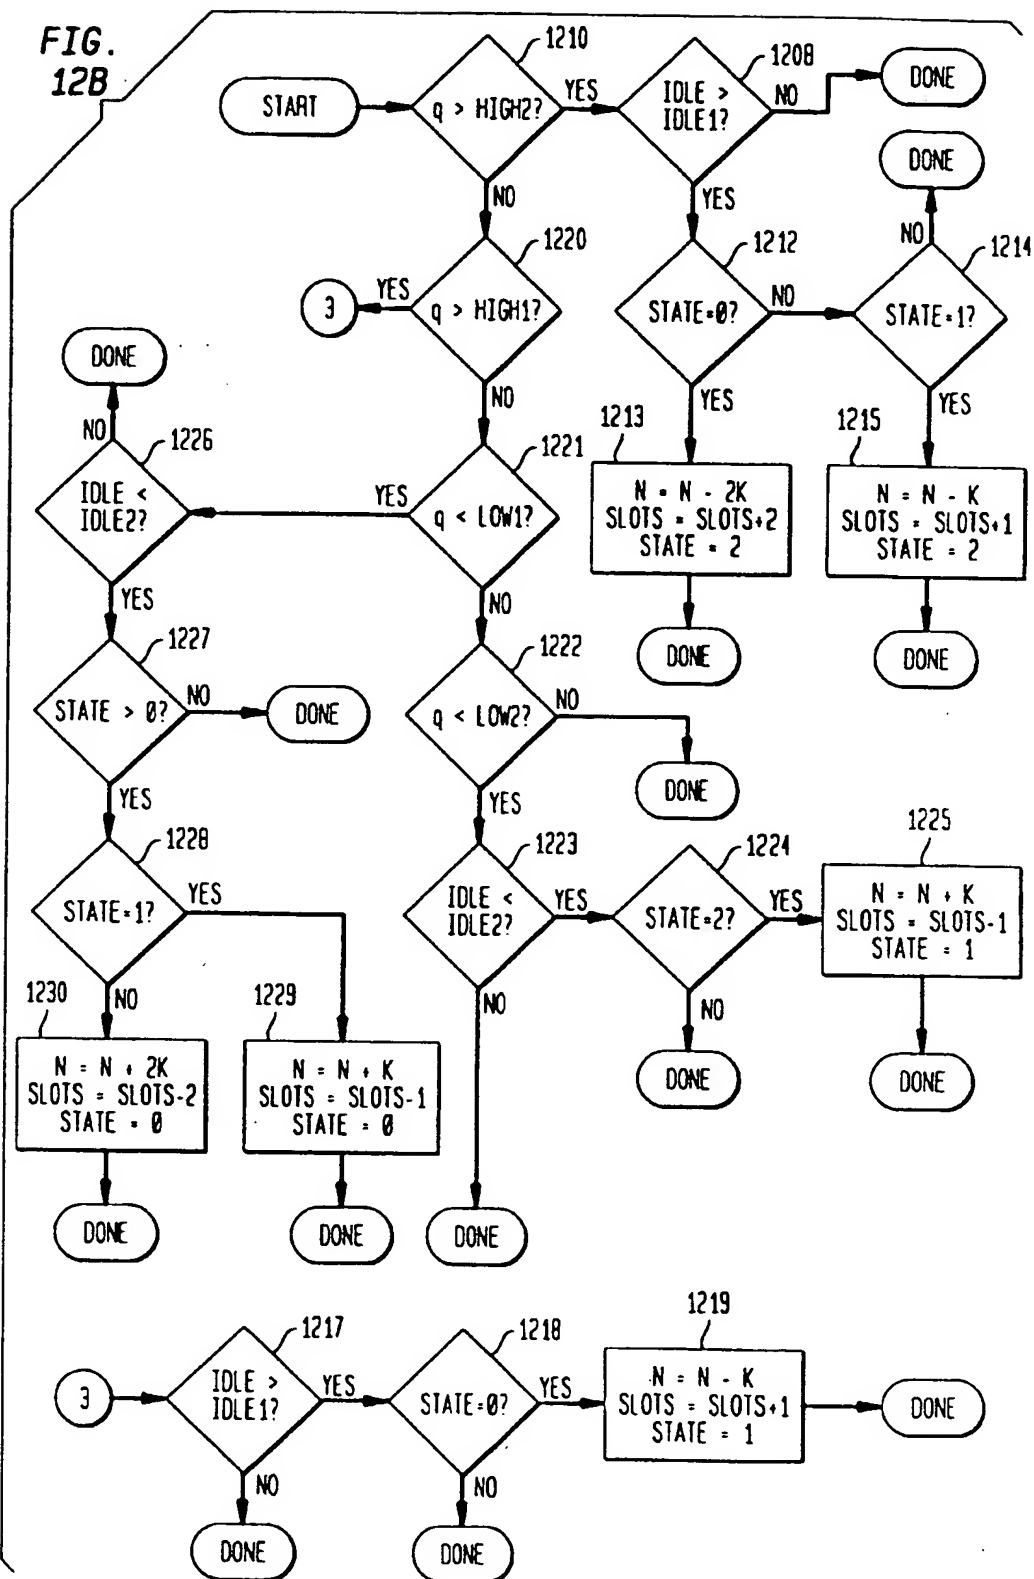 FIG.
12B
START
1210
q > HIGH2?
YES
NO
1208
IDLE >
IDLE1?
NO
YES
DONE
DONE
1220
q > HIGH1?
YES
NO
3
1212
STATE=0?
NO
YES
1214
STATE=1?
NO
YES
DONE
NO
1226
IDLE <
IDLE2?
YES
1221
q < LOW1?
YES
NO
1213
N = N - 2K
SLOTS = SLOTS+2
STATE = 2
DONE
1215
N = N - K
SLOTS = SLOTS+1
STATE = 2
DONE
1227
STATE > 0?
NO
YES
DONE
1222
q < LOW2?
NO
YES
DONE
1228
STATE=1?
YES
NO
1223
IDLE <
IDLE2?
YES
NO
1224
STATE=2?
YES
NO
1225
N = N + K
SLOTS = SLOTS-1
STATE = 1
1230
N = N + 2K
SLOTS = SLOTS-2
STATE = 0
1229
N = N + K
SLOTS = SLOTS-1
STATE = 0
DONE
DONE
DONE
DONE
DONE
3
1217
IDLE >
IDLE1?
YES
NO
1218
STATE=0?
YES
NO
1219
N = N - K
SLOTS = SLOTS+1
STATE = 1
DONE
DONE
DONE